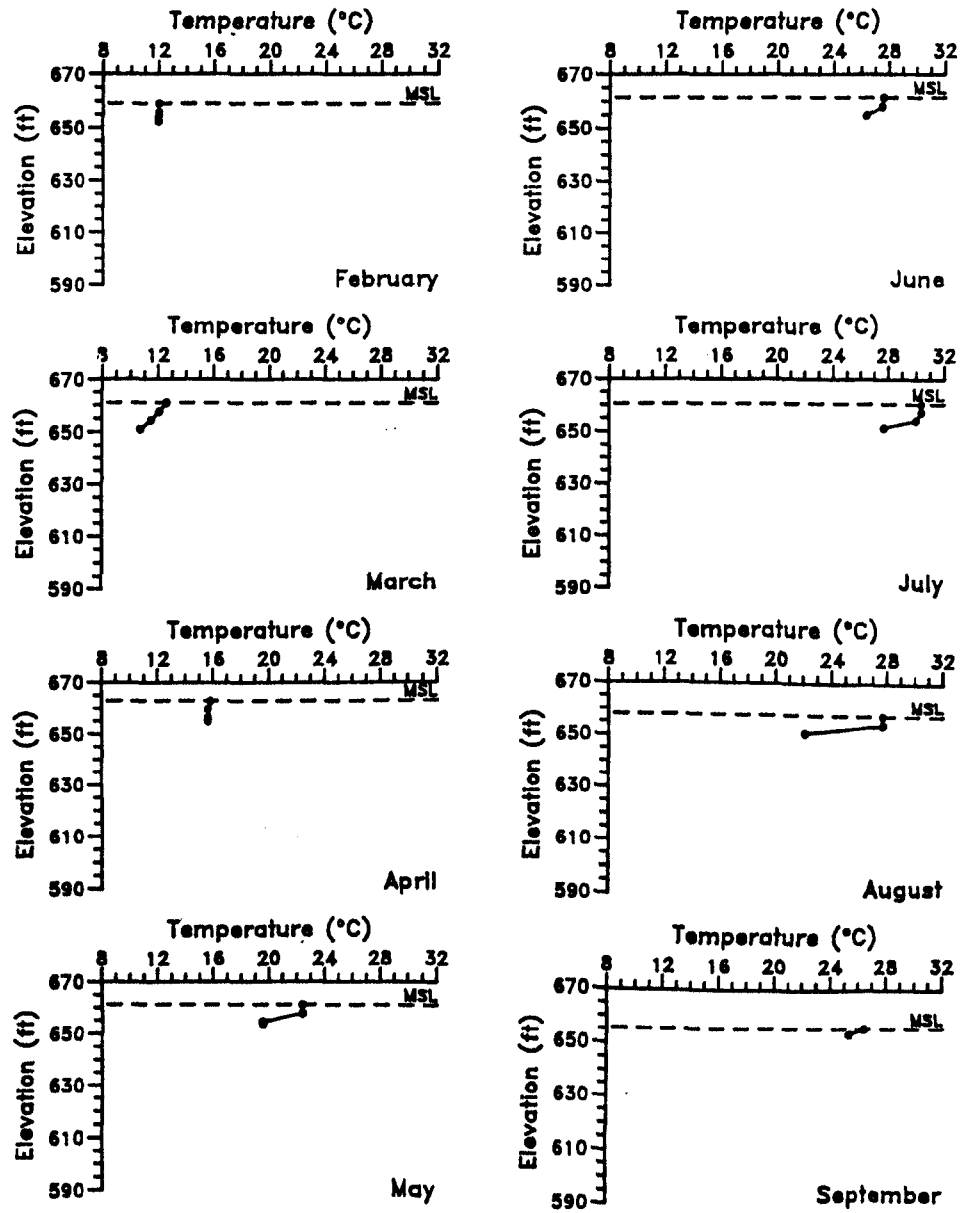 Temperature (°C)
8 12 16 20 24 28 32
670
650
630
610
590
Elevation (ft)
MSL
February
Temperature (°C)
8 12 16 20 24 28 32
670
650
630
610
590
Elevation (ft)
MSL
June
Temperature (°C)
8 12 16 20 24 28 32
670
650
630
610
590
Elevation (ft)
MSL
March
Temperature (°C)
8 12 16 20 24 28 32
670
650
630
610
590
Elevation (ft)
MSL
July
Temperature (°C)
8 12 16 20 24 28 32
670
650
630
610
590
Elevation (ft)
MSL
April
Temperature (°C)
8 12 16 20 24 28 32
670
650
630
610
590
Elevation (ft)
MSL
August
Temperature (°C)
8 12 16 20 24 28 32
670
650
630
610
590
Elevation (ft)
MSL
May
Temperature (°C)
8 12 16 20 24 28 32
670
650
630
610
590
Elevation (ft)
MSL
September